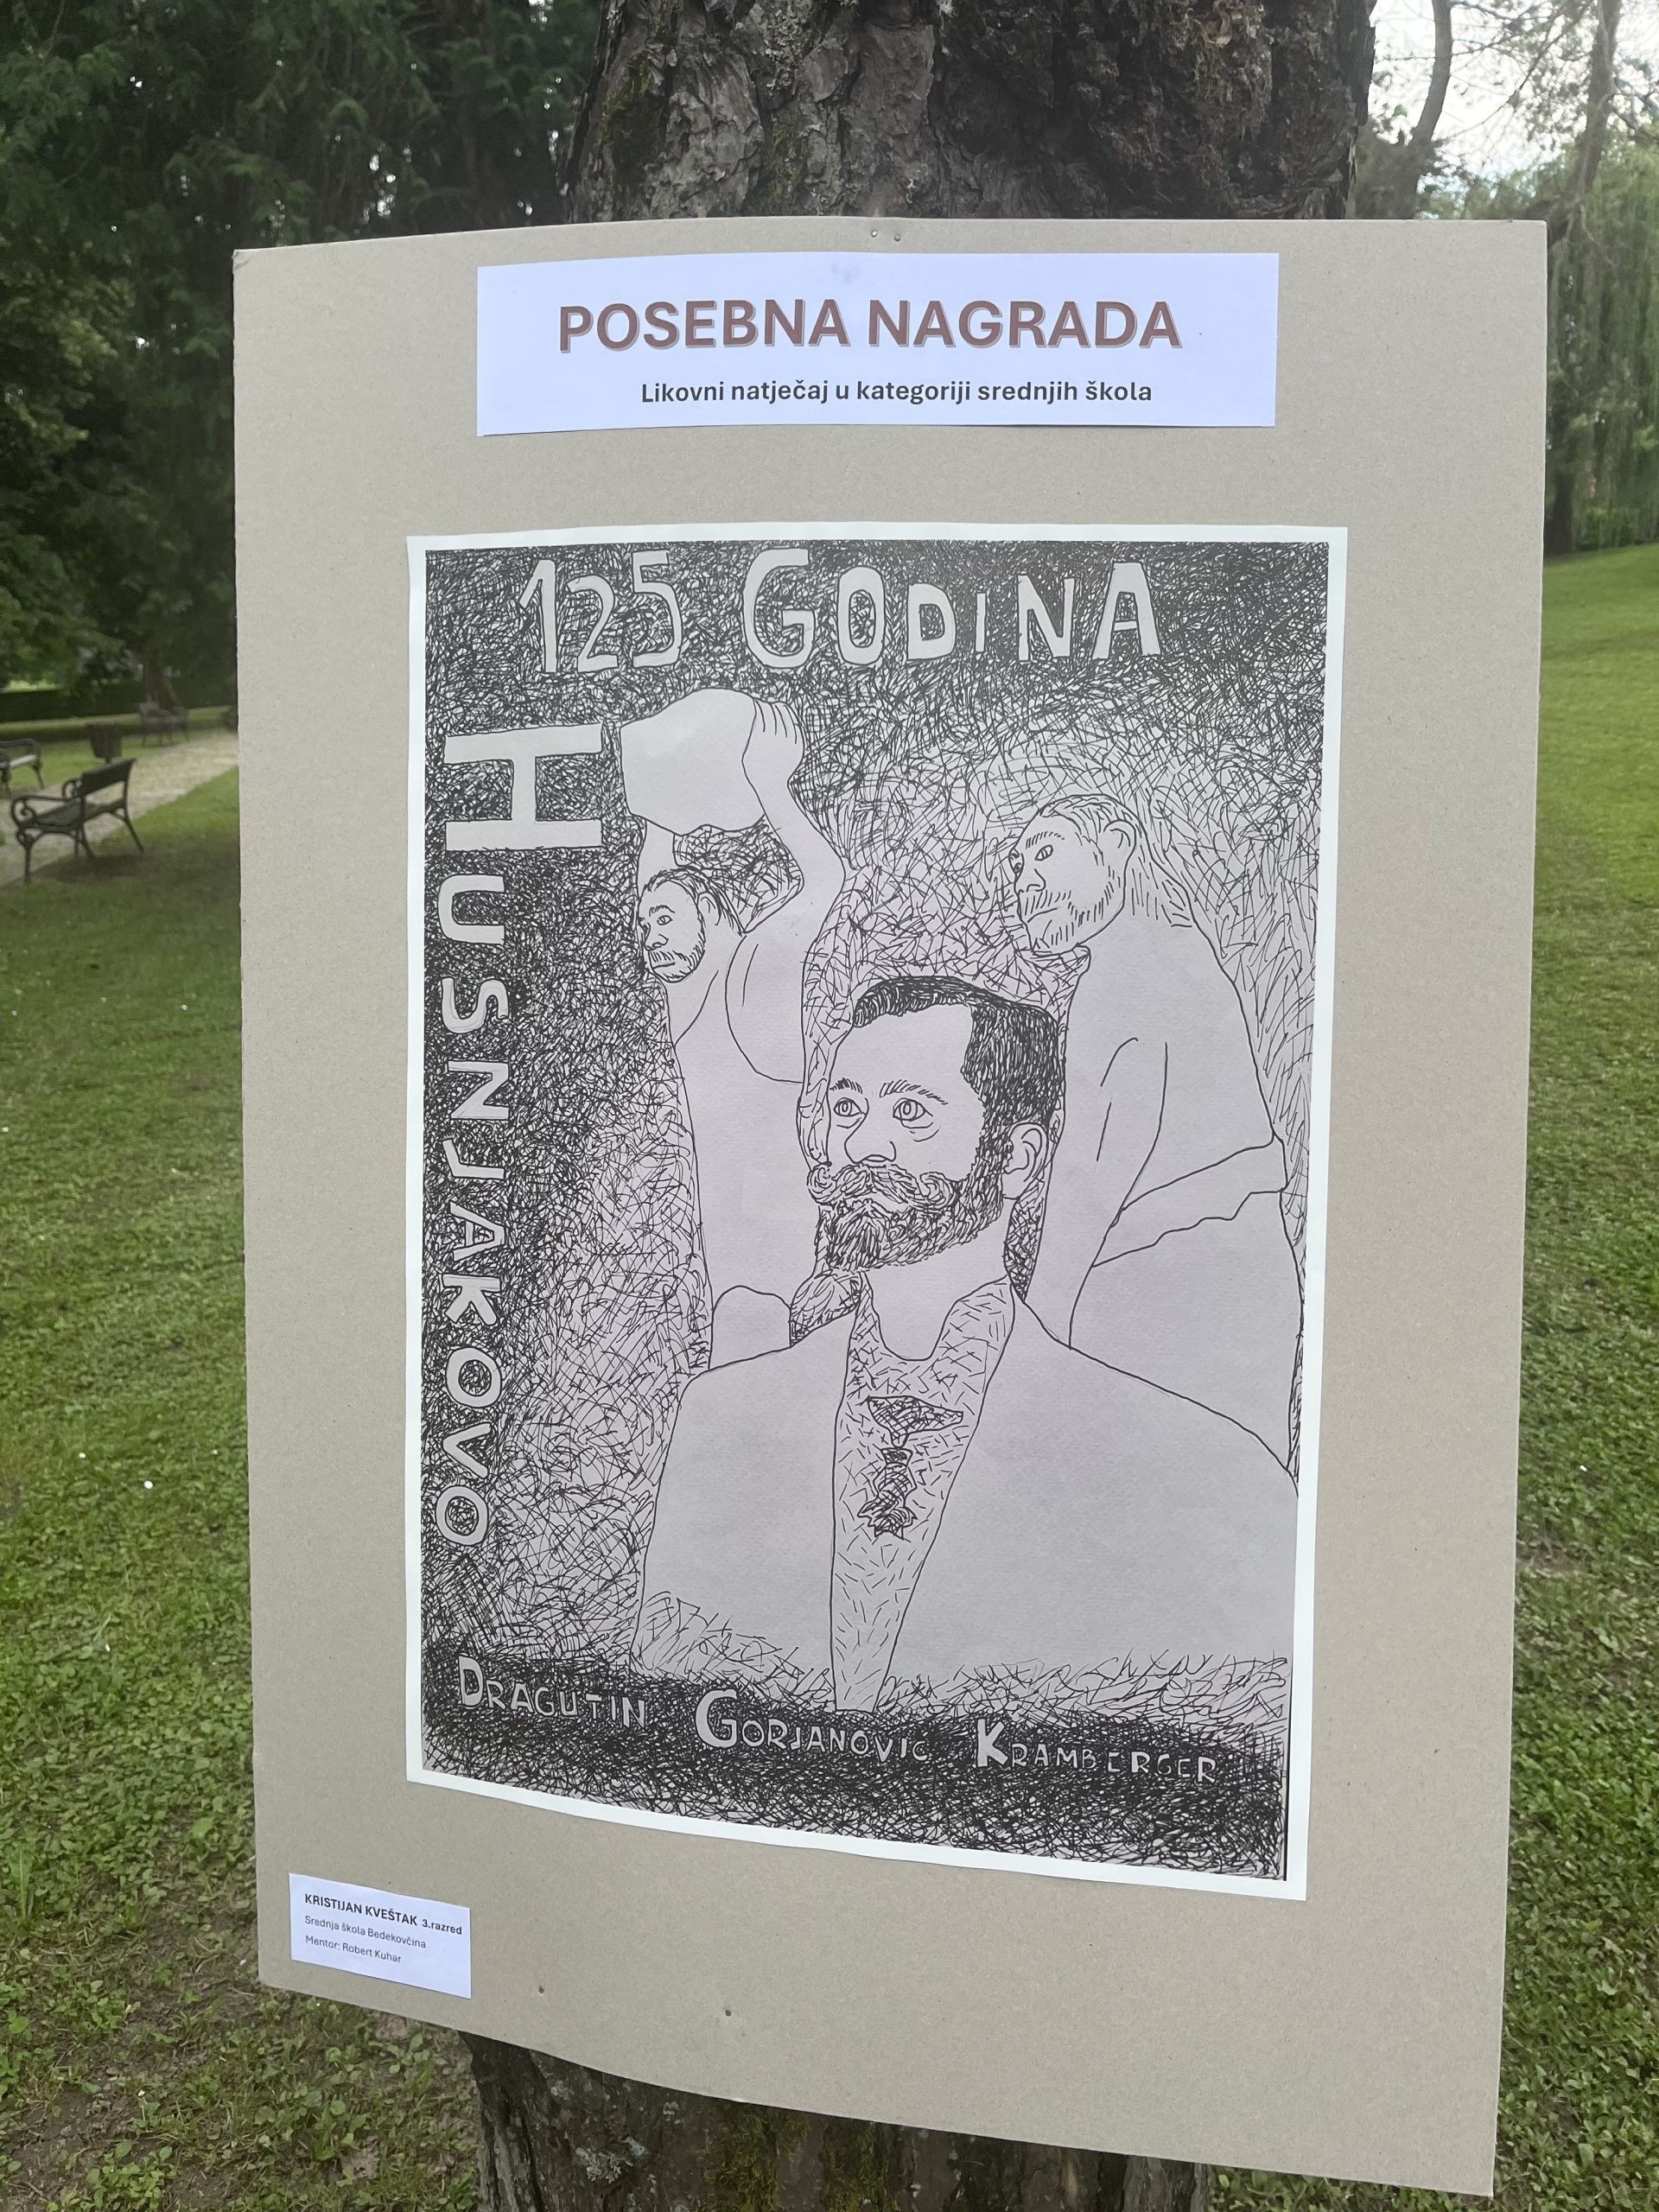 POSEBNA NAGRADA
Likovni natječaj u kategoriji srednjih škola
125 GODINA
HUSNJAKOVO
DRAGUTIN GORJANOVIC KRAMBERGER
KRISTIJAN KVEŠTAK 3.razred
Srednja škola Bedekovčina
Mentor: Robert Kuhar